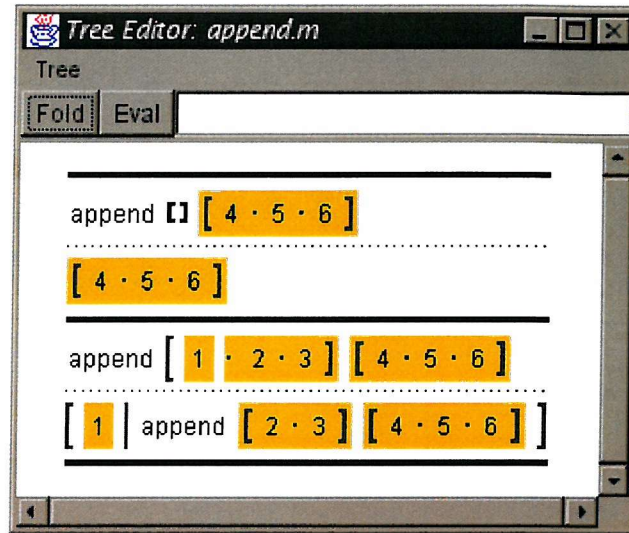 Tree Editor: append.m
Tree
Fold Eval
append [] [ 4 · 5 · 6 ]
[ 4 · 5 · 6 ]
append [ 1 · 2 · 3 ] [ 4 · 5 · 6 ]
[ 1 | append [ 2 · 3 ] [ 4 · 5 · 6 ] ]